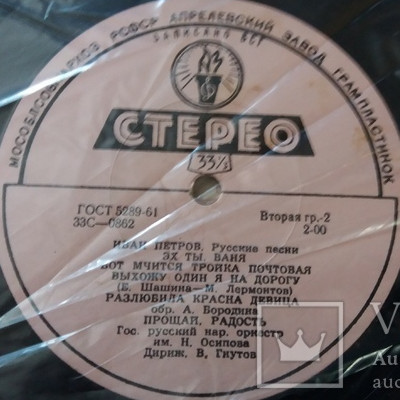 МОСОБЛСОВНАРХОЗ РСФСР АПРЕЛЕВСКИЙ ЗАВОД ГРАМПЛАСТИНОК
ЗАПИСАНО ВСГ
СТЕРЕО
33⅓
ГОСТ 5289-61
33С—0862
Вторая гр.-2
2-00
ИВАН ПЕТРОВ. Русские песни
ЭХ ТЫ, ВАНЯ
ВОТ МЧИТСЯ ТРОЙКА ПОЧТОВАЯ
ВЫХОЖУ ОДИН Я НА ДОРОГУ
(Е. Шашина—М. Лермонтов)
РАЗЛЮБИЛА КРАСНА ДЕВИЦА
обр. А. Бородина
ПРОЩАЙ, РАДОСТЬ
Гос. русский нар. оркестр
им. Н. Осипова
Дириж. В, Гнутов